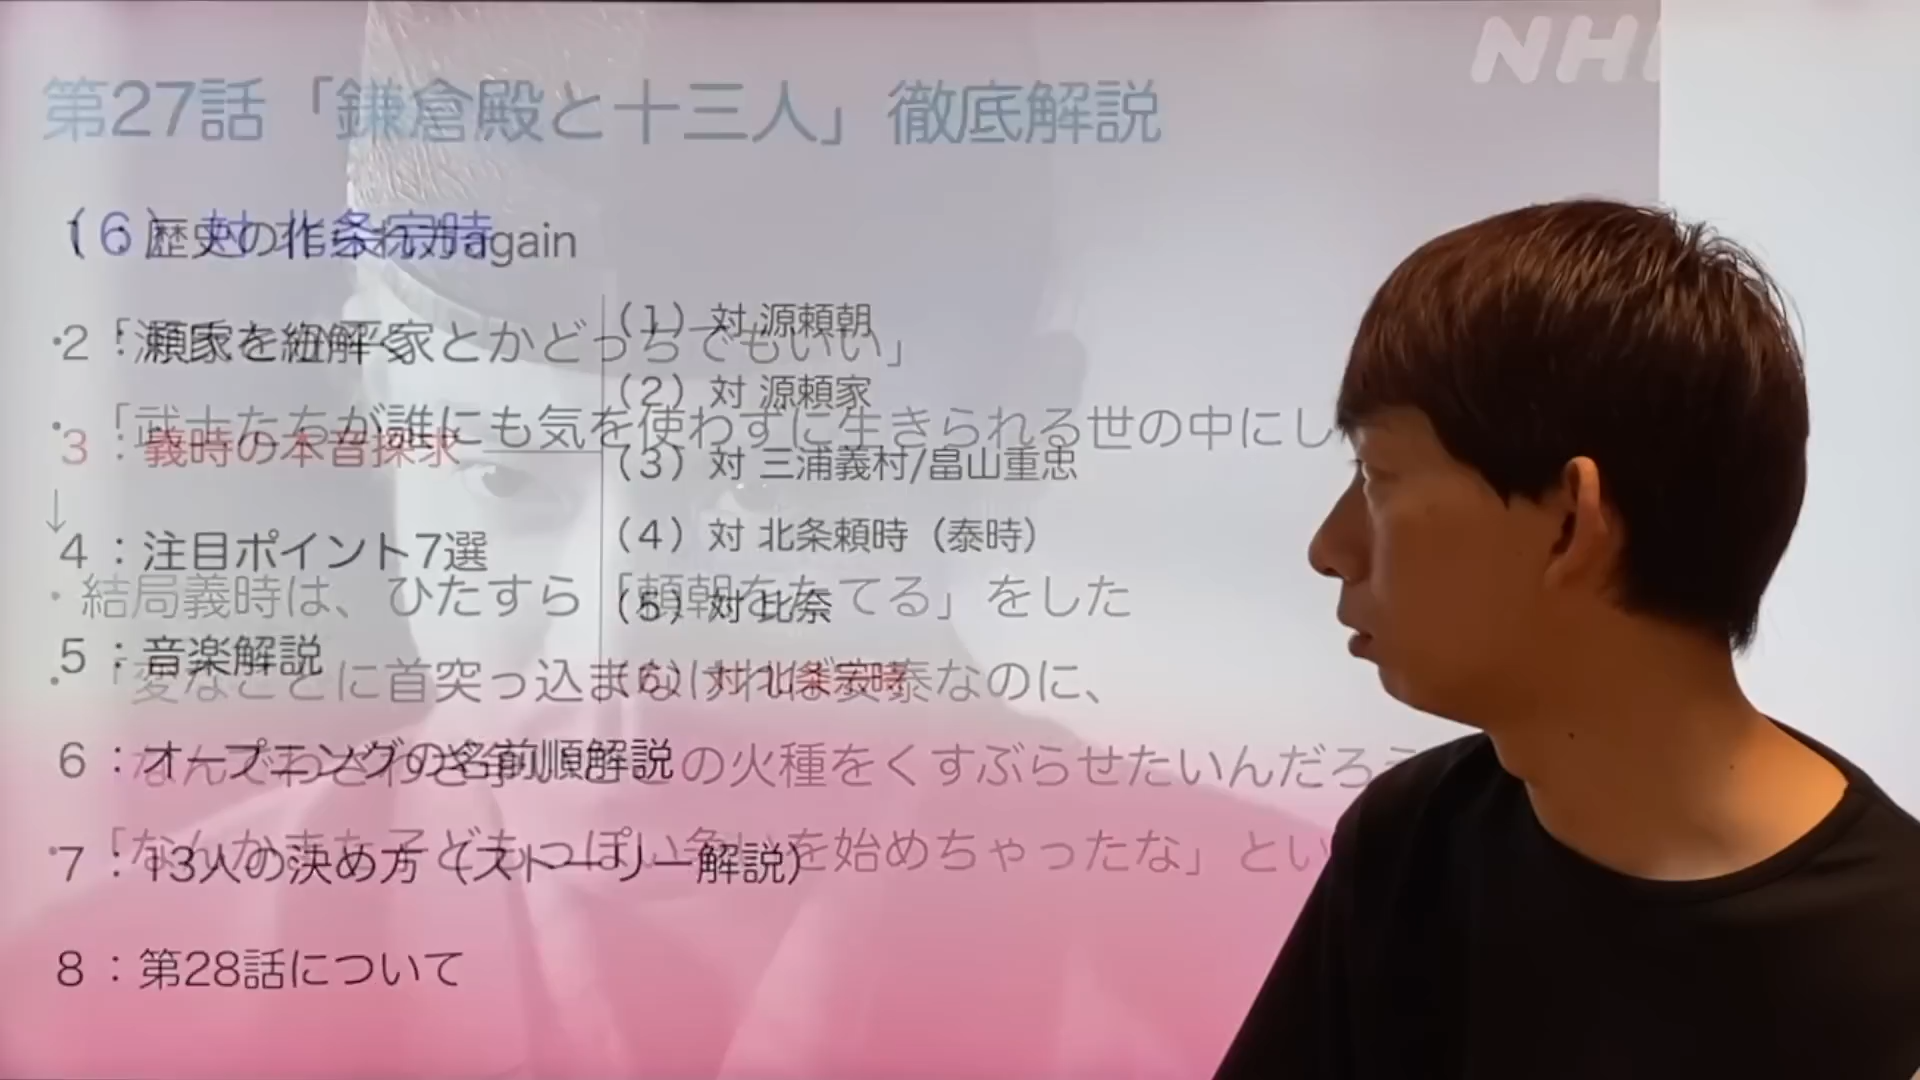 NH
第27話「鎌倉殿と十三人」徹底解説
1：歴史の作られ方again
(6) 対 北条宗時
2：頼家を紐解く
・「源氏とか平家とかどっちでもいい」
・「武士たちが誰にも気を使わずに生きられる世の中にし
3：義時の本音探求
(1) 対 源頼朝
(2) 対 源頼家
(3) 対 三浦義村/畠山重忠
(4) 対 北条頼時（泰時）
(5) 対 比奈
(6) 対 北条宗時
↓
4：注目ポイント7選
・結局義時は、ひたすら「頼朝をたてる」をした
5：音楽解説
・「変なことに首突っ込まなければ安泰なのに、
6：オープニングの名前順解説
の火種をくすぶらせたいんだろう
7：13人の決め方（ストーリー解説）
・「なんかまた子どもっぽい争いを始めちゃったな」とい
8：第28話について